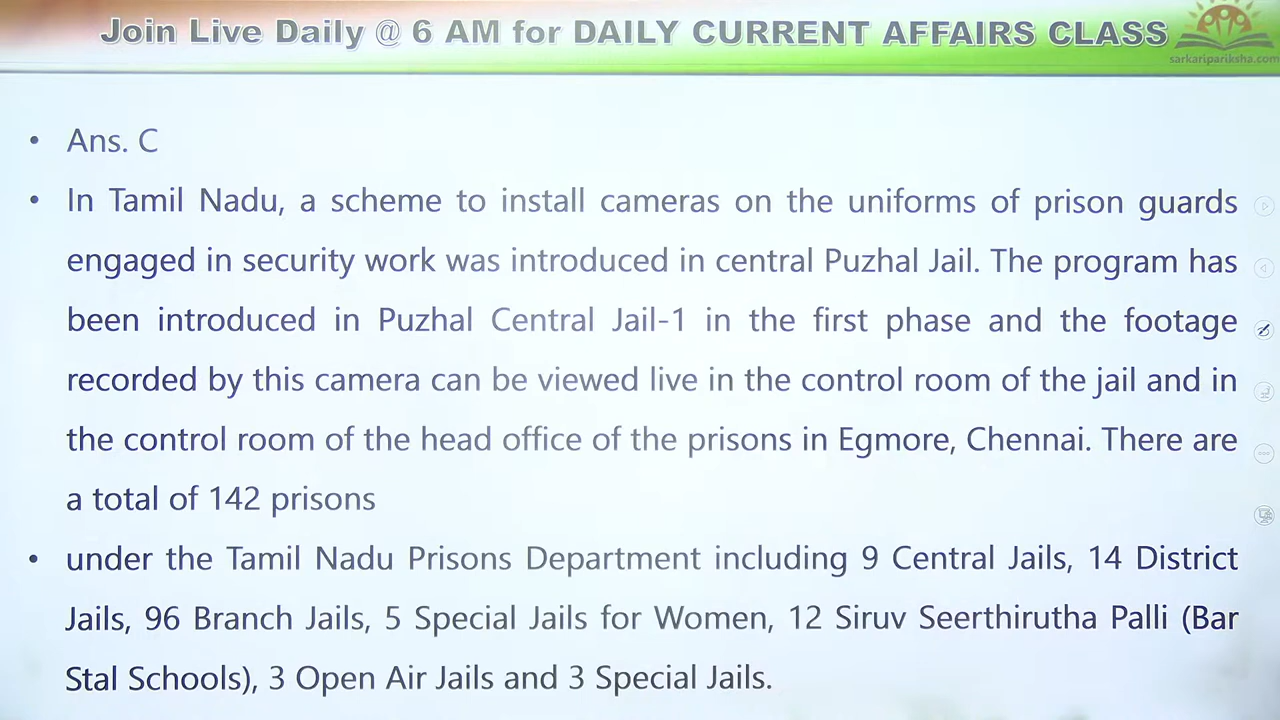 Join Live Daily @ 6 AM for DAILY CURRENT AFFAIRS CLASS
sarkaripariksha.com
• Ans. C
• In Tamil Nadu, a scheme to install cameras on the uniforms of prison guards
engaged in security work was introduced in central Puzhal Jail. The program has
been introduced in Puzhal Central Jail-1 in the first phase and the footage
recorded by this camera can be viewed live in the control room of the jail and in
the control room of the head office of the prisons in Egmore, Chennai. There are
a total of 142 prisons
• under the Tamil Nadu Prisons Department including 9 Central Jails, 14 District
Jails, 96 Branch Jails, 5 Special Jails for Women, 12 Siruv Seerthirutha Palli (Bar
Stal Schools), 3 Open Air Jails and 3 Special Jails.